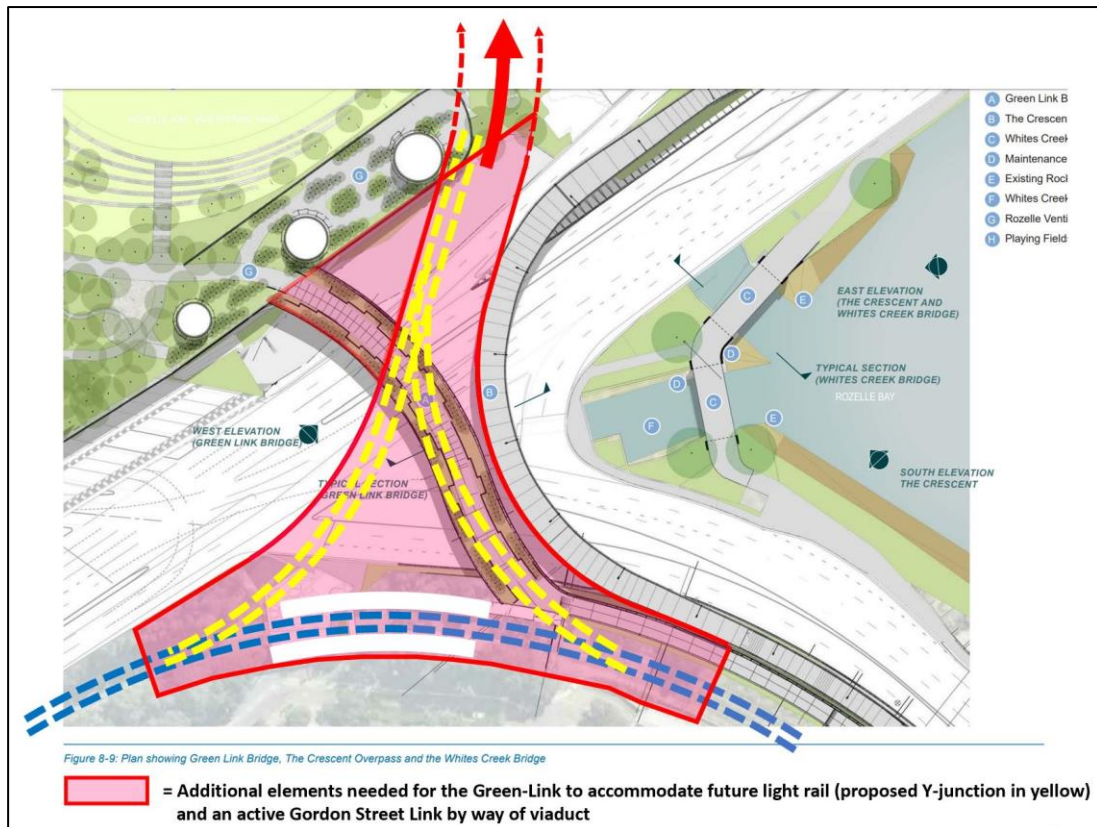 A Green Link B
B The Crescen
C Whites Creek
D Maintenance
E Existing Rock
F Whites Creek
G Rozelle Venti
H Playing Field
G
G
G
EAST ELEVATION
(THE CRESCENT AND
WHITES CREEK BRIDGE)
C
E
D
TYPICAL SECTION
(WHITES CREEK BRIDGE)
ROZELLE BAY
D
B
A
C
E
F
WEST ELEVATION
(GREEN LINK BRIDGE)
TYPICAL SECTION
(GREEN LINK BRIDGE)
SOUTH ELEVATION
THE CRESCENT
Figure 8-9: Plan showing Green Link Bridge, The Crescent Overpass and the Whites Creek Bridge
= Additional elements needed for the Green-Link to accommodate future light rail (proposed Y-junction in yellow)
and an active Gordon Street Link by way of viaduct